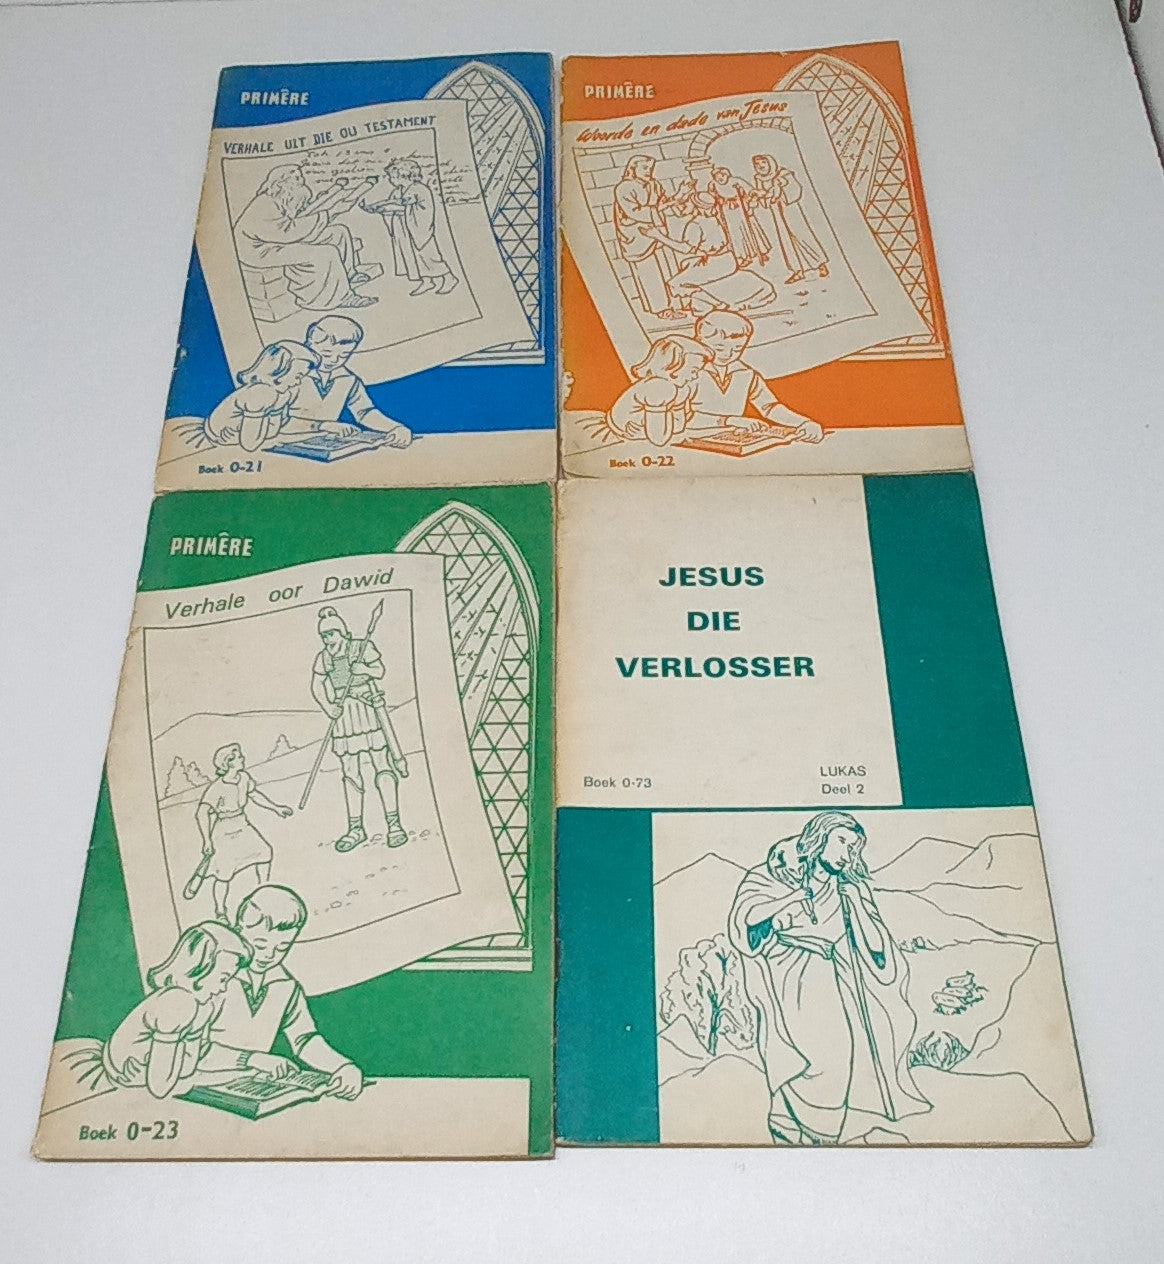 PRIMÊRE
VERHALE UIT DIE OU TESTAMENT
Boek 0-21
PRIMÊRE
Woorde en dade van Jesus
Boek 0-22
PRIMÊRE
Verhale oor Dawid
Boek 0-23
JESUS
DIE
VERLOSSER
Boek 0-73
LUKAS
Deel 2